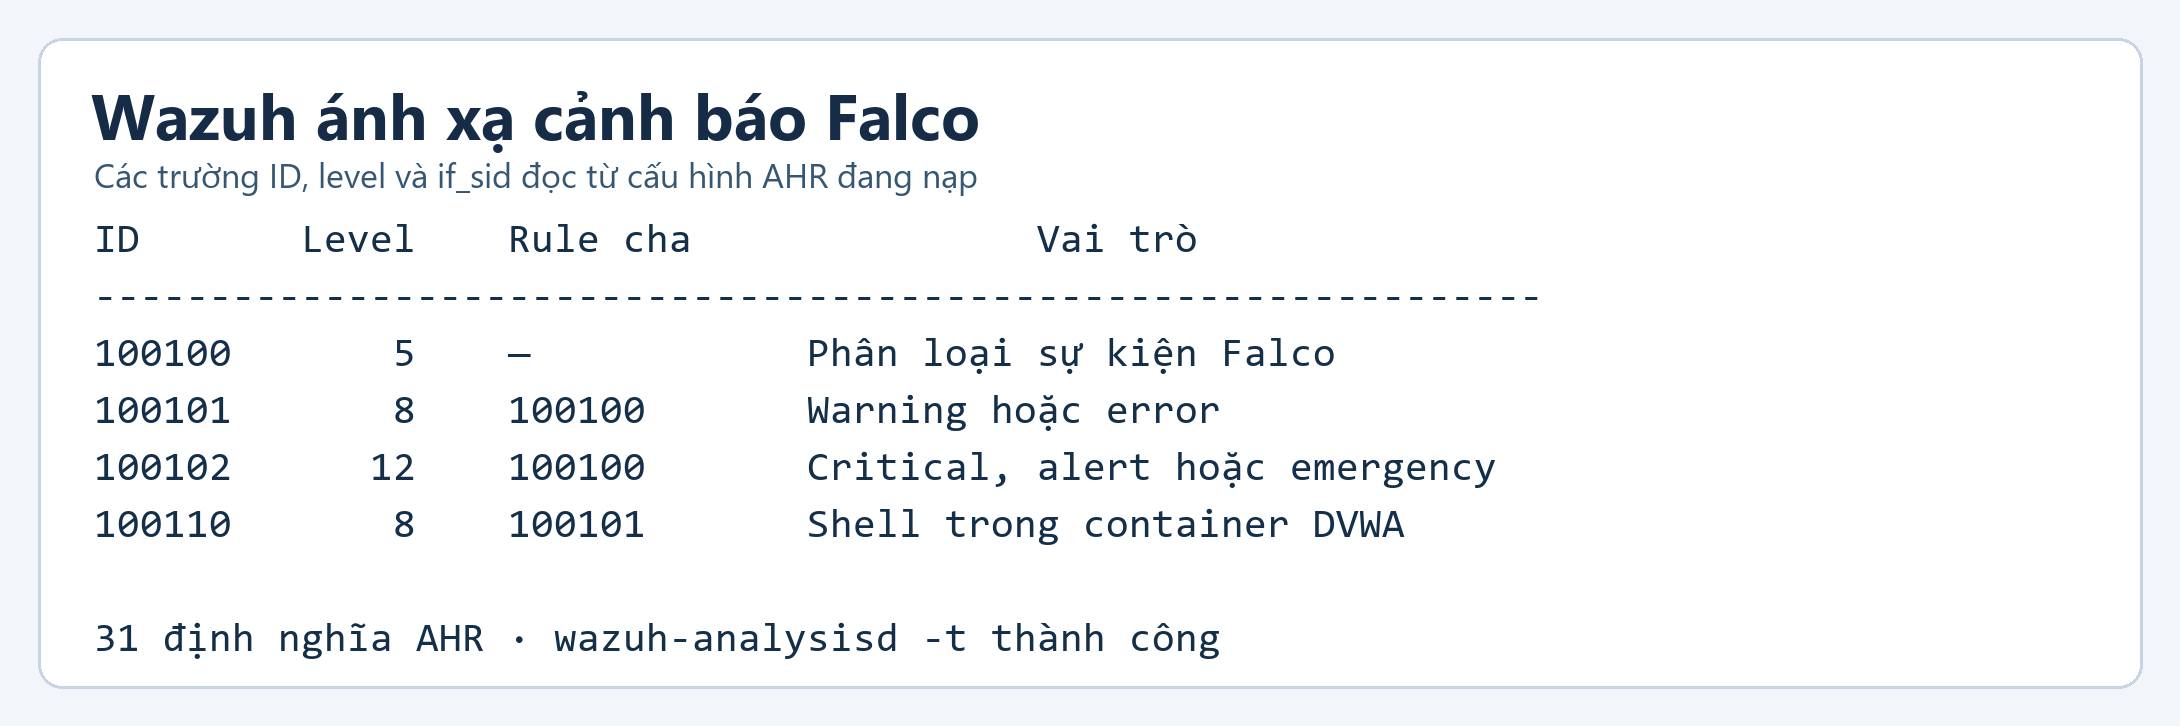 Wazuh ánh xạ cảnh báo Falco
Các trường ID, level và if_sid đọc từ cấu hình AHR đang nạp
ID Level Rule cha Vai trò
---------------------------------------------------------------
100100 5 — Phân loại sự kiện Falco
100101 8 100100 Warning hoặc error
100102 12 100100 Critical, alert hoặc emergency
100110 8 100101 Shell trong container DVWA
31 định nghĩa AHR · wazuh-analysisd -t thành công